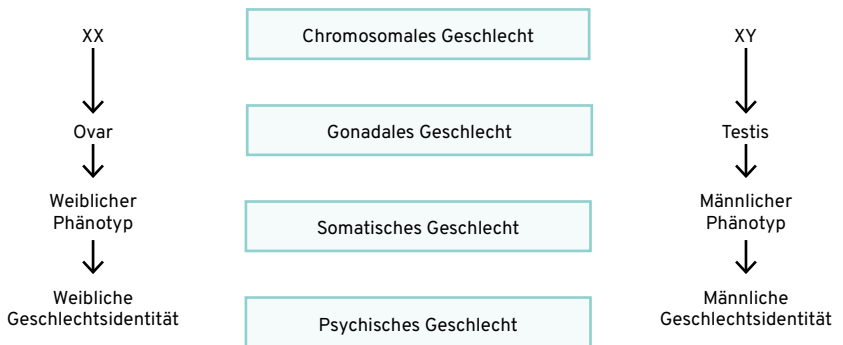 XX
Chromosomales Geschlecht
XY
Ovar
Gonadales Geschlecht
Testis
Weiblicher
Phänotyp
Somatisches Geschlecht
Männlicher
Phänotyp
Weibliche
Geschlechtsidentität
Psychisches Geschlecht
Männliche
Geschlechtsidentität